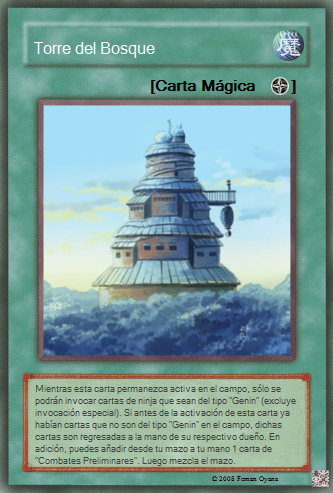 Torre del Bosque
魔
[Carta Mágica ]
Mientras esta carta permanezca activa en el campo, sólo se
podrán invocar cartas de ninja que sean del tipo "Genin" (excluye
invocación especial). Si antes de la activación de esta carta ya
habían cartas que no son del tipo "Genin" en el campo, dichas
cartas son regresadas a la mano de su respectivo dueño. En
adición, puedes añadir desde tu mazo a tu mano 1 carta de
"Combates Preliminares". Luego mezcla el mazo.
©2008 Fernan Oyana